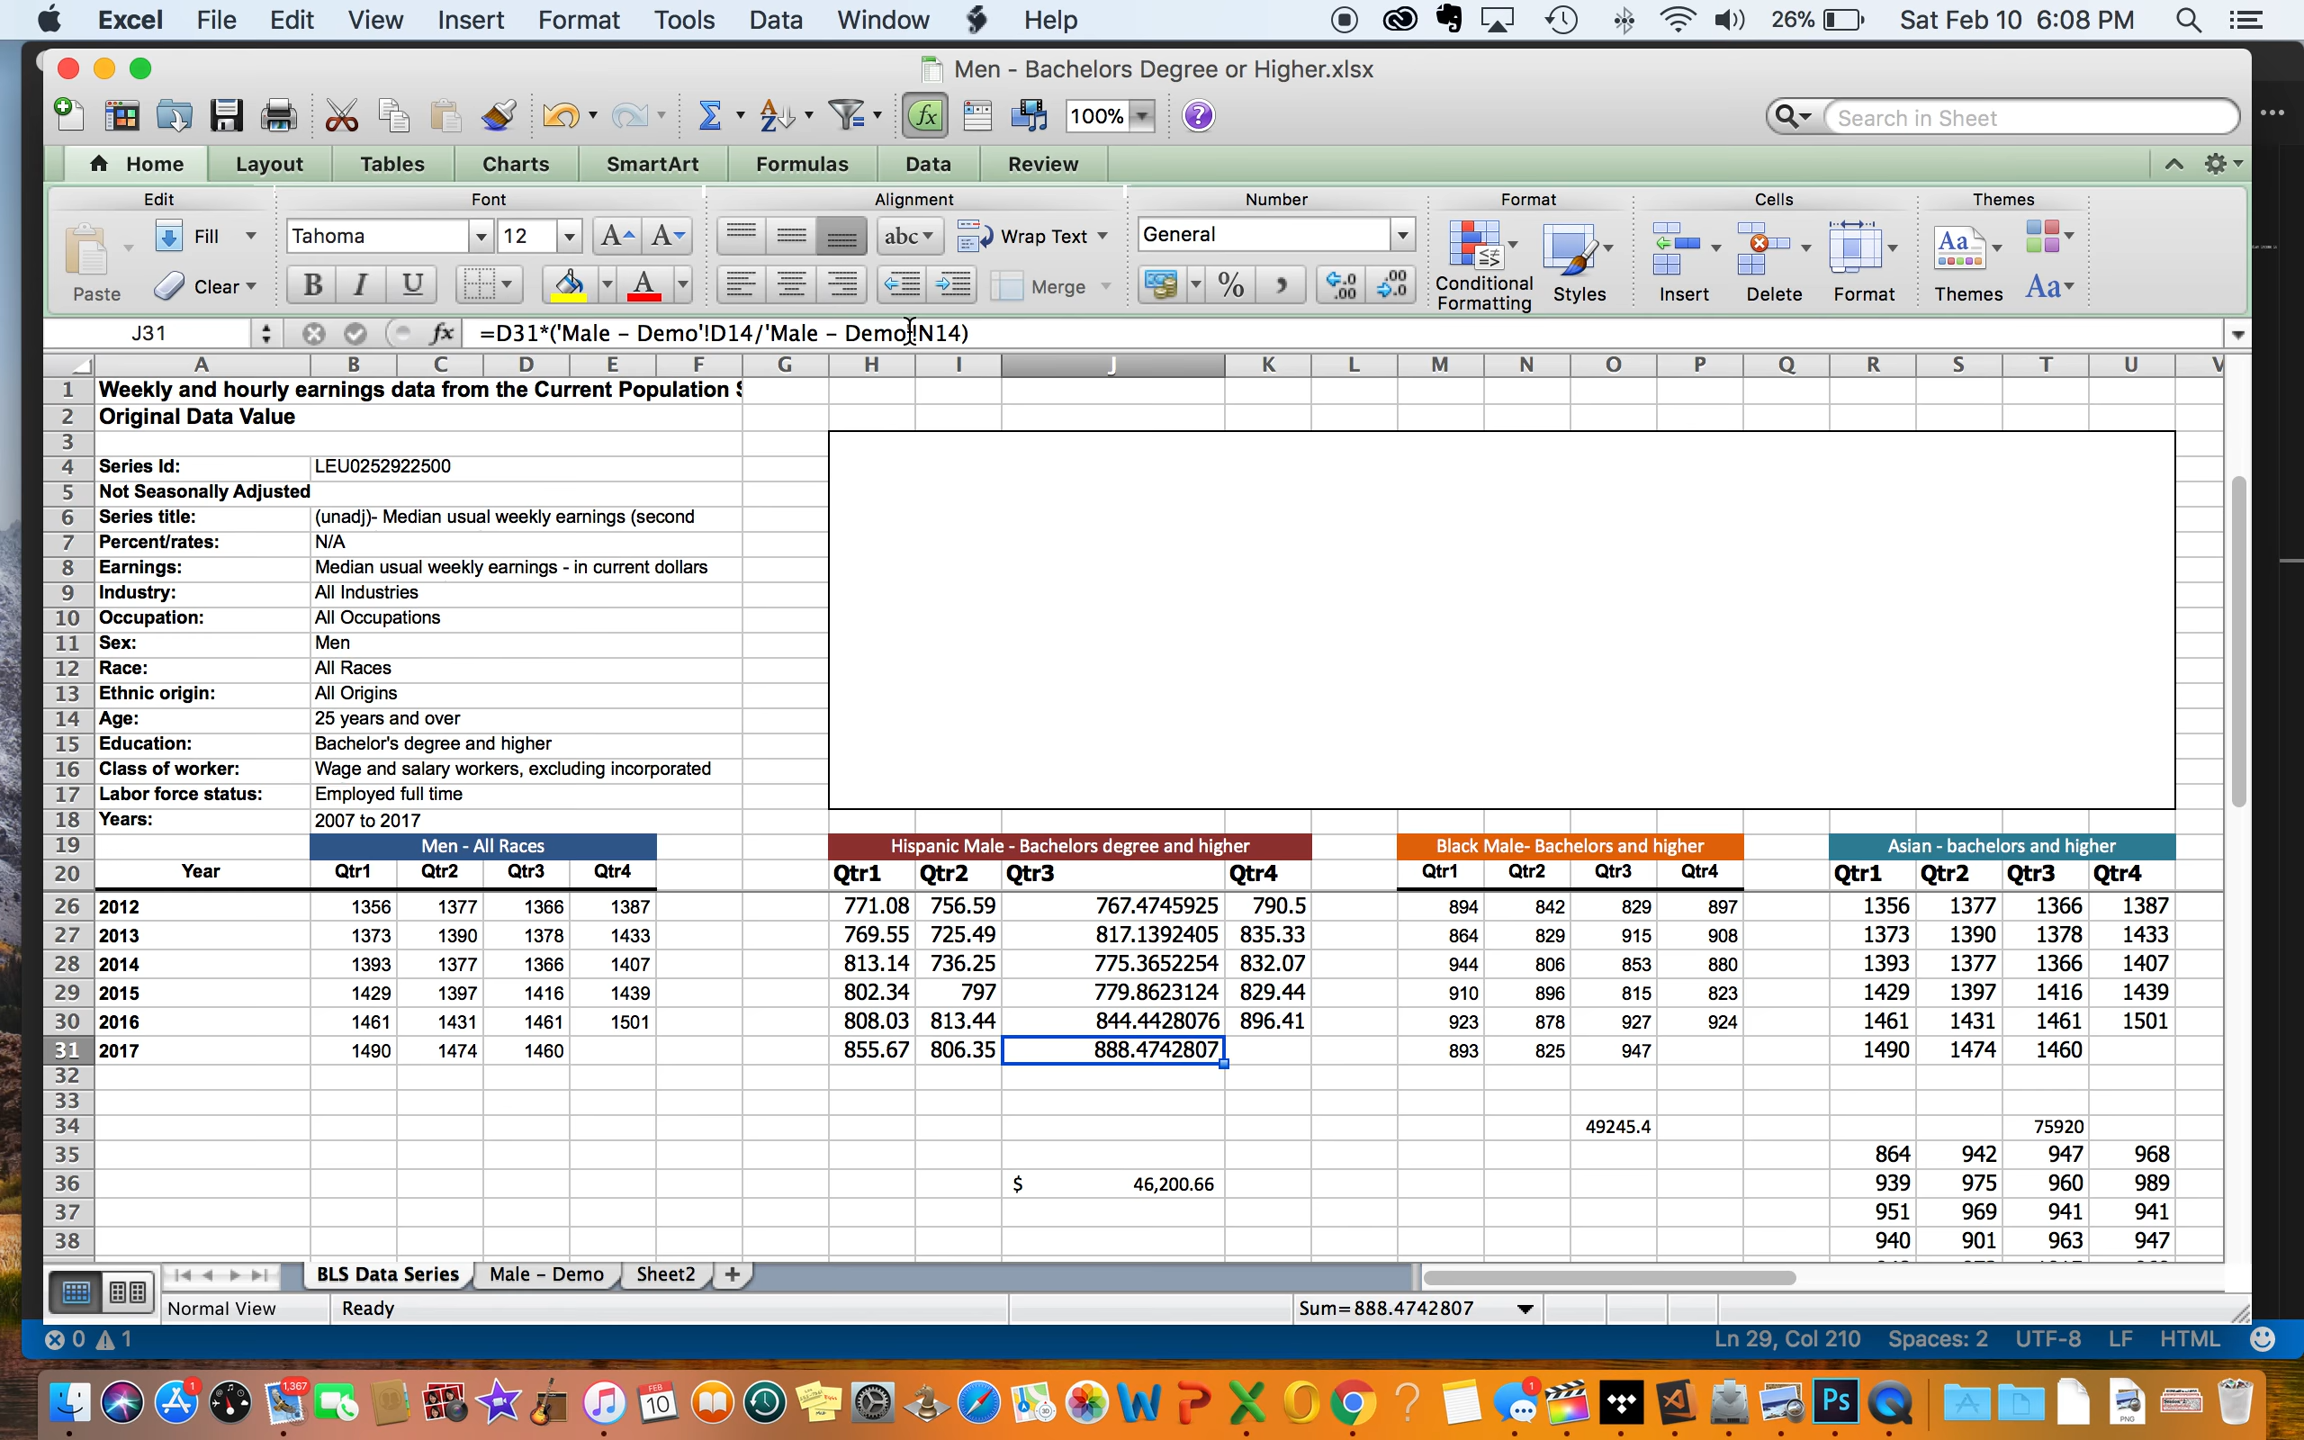 Excel File Edit View Insert Format Tools Data Window Help 26% Sat Feb 10 6:08 PM
Men - Bachelors Degree or Higher.xlsx
100% Search in Sheet
Home Layout Tables Charts SmartArt Formulas Data Review
Edit Font Alignment Number Format Cells Themes
Fill Tahoma 12 abc Wrap Text General
Paste Clear B I U A Merge % Conditional Formatting Styles Insert Delete Format Themes Aa
J31 fx =D31*('Male – Demo'!D14/'Male – Demo'!N14)
A B C D E F G H I J K L M N O P Q R S T U V
1 Weekly and hourly earnings data from the Current Population S
2 Original Data Value
3
4 Series Id: LEU0252922500
5 Not Seasonally Adjusted
6 Series title: (unadj)- Median usual weekly earnings (second
7 Percent/rates: N/A
8 Earnings: Median usual weekly earnings - in current dollars
9 Industry: All Industries
10 Occupation: All Occupations
11 Sex: Men
12 Race: All Races
13 Ethnic origin: All Origins
14 Age: 25 years and over
15 Education: Bachelor's degree and higher
16 Class of worker: Wage and salary workers, excluding incorporated
17 Labor force status: Employed full time
18 Years: 2007 to 2017
19 Men - All Races Hispanic Male - Bachelors degree and higher Black Male- Bachelors and higher Asian - bachelors and higher
20 Year Qtr1 Qtr2 Qtr3 Qtr4 Qtr1 Qtr2 Qtr3 Qtr4 Qtr1 Qtr2 Qtr3 Qtr4 Qtr1 Qtr2 Qtr3 Qtr4
26 2012 1356 1377 1366 1387 771.08 756.59 767.4745925 790.5 894 842 829 897 1356 1377 1366 1387
27 2013 1373 1390 1378 1433 769.55 725.49 817.1392405 835.33 864 829 915 908 1373 1390 1378 1433
28 2014 1393 1377 1366 1407 813.14 736.25 775.3652254 832.07 944 806 853 880 1393 1377 1366 1407
29 2015 1429 1397 1416 1439 802.34 797 779.8623124 829.44 910 896 815 823 1429 1397 1416 1439
30 2016 1461 1431 1461 1501 808.03 813.44 844.4428076 896.41 923 878 927 924 1461 1431 1461 1501
31 2017 1490 1474 1460 855.67 806.35 888.4742807 893 825 947 1490 1474 1460
32
33
34 49245.4 75920
35 864 942 947 968
36 $ 46,200.66 939 975 960 989
37 951 969 941 941
38 940 901 963 947
BLS Data Series Male – Demo Sheet2 +
Normal View Ready Sum=888.4742807
0 1 Ln 29, Col 210 Spaces: 2 UTF-8 LF HTML
1 1,367 FEB 10 1 Ps PNG